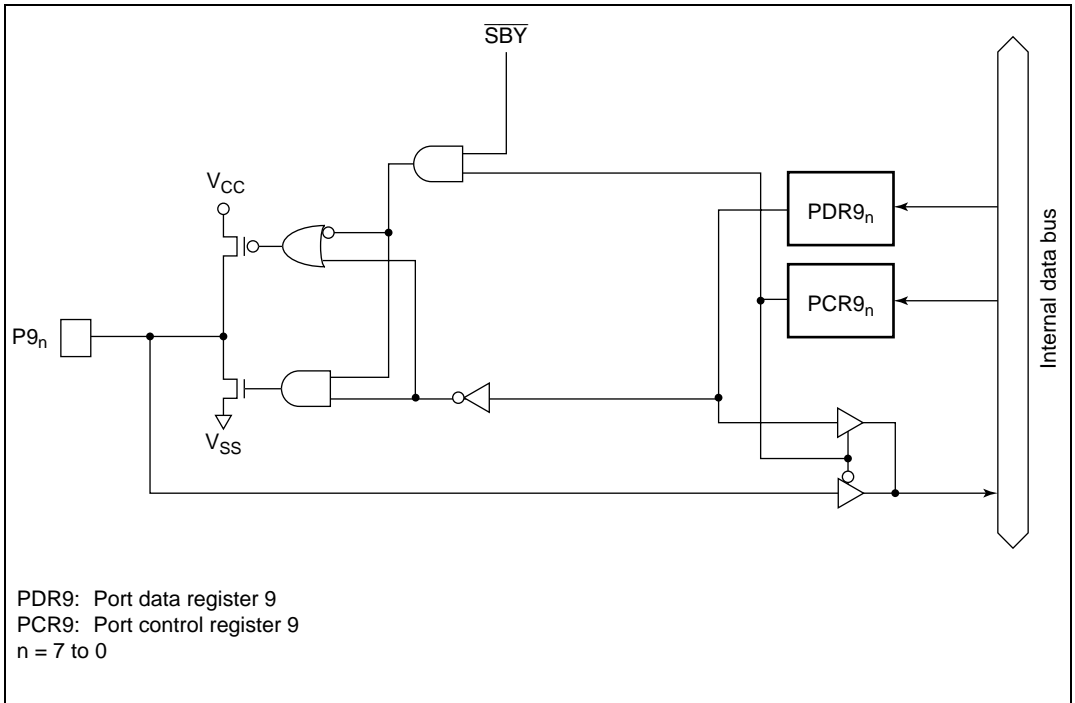 SBY
VCC
PDR9n
PCR9n
P9n
VSS
Internal data bus
PDR9: Port data register 9
PCR9: Port control register 9
n = 7 to 0